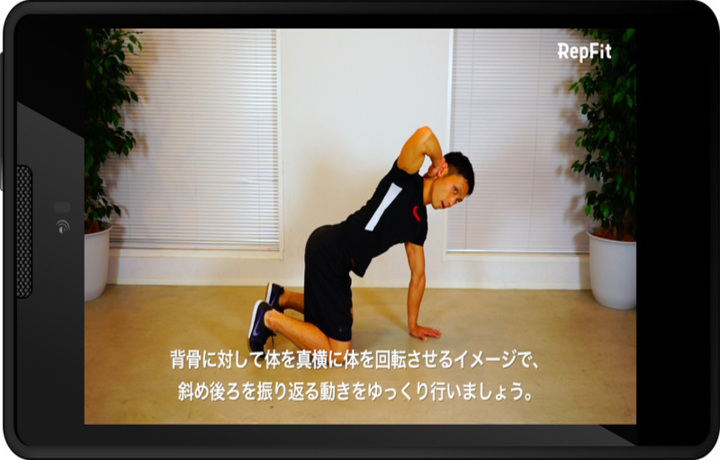 RepFit
背骨に対して体を真横に体を回転させるイメージで、
斜め後ろを振り返る動きをゆっくり行いましょう。